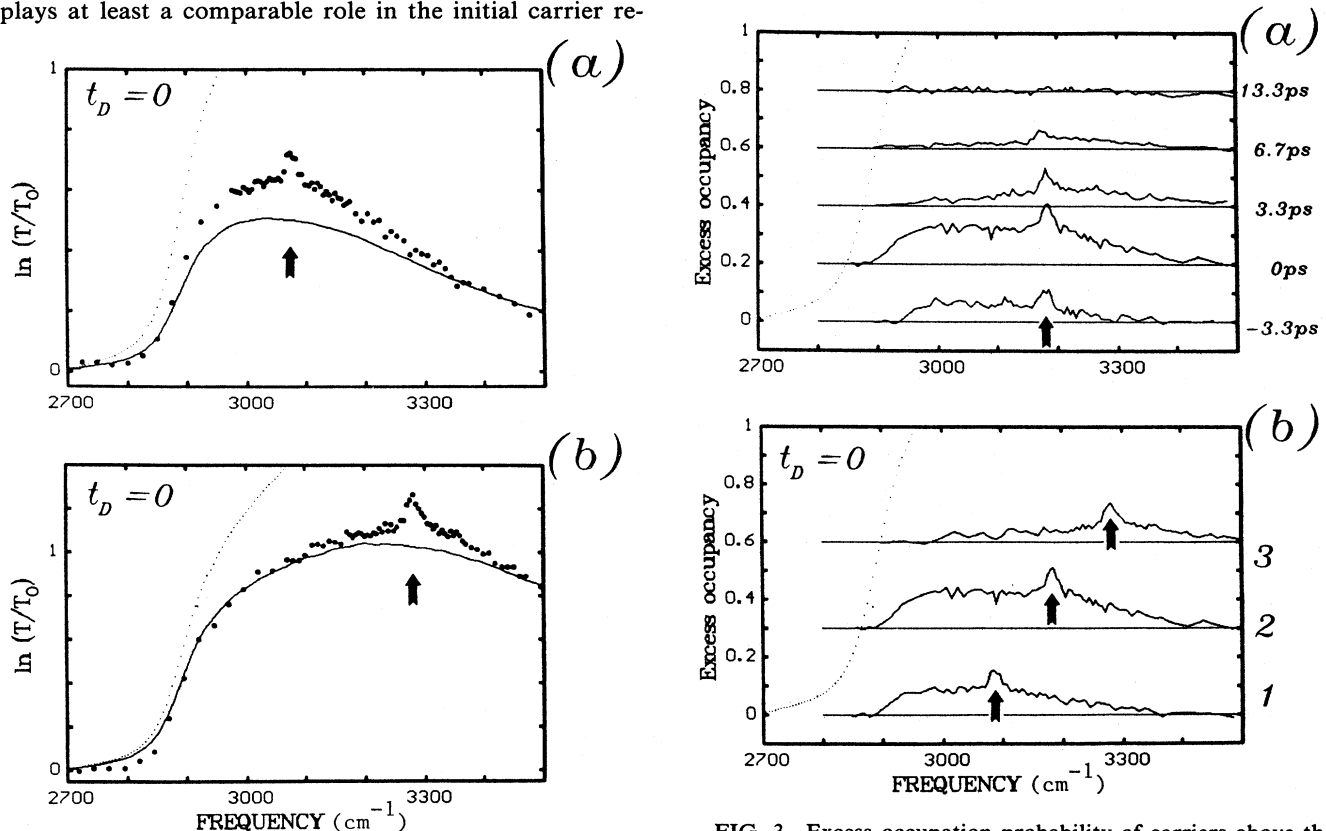 plays at least a comparable role in the initial carrier re-
(a)
t_D = 0
1
0
ln (T/T_0)
2700 3000 3300
(b)
t_D = 0
1
0
ln (T/T_0)
2700 3000 3300
FREQUENCY (cm^-1)
(a)
1
0.8
0.6
0.4
0.2
0
Excess occupancy
13.3ps
6.7ps
3.3ps
0ps
-3.3ps
2700 3000 3300
(b)
t_D = 0
1
0.8
0.6
0.4
0.2
0
Excess occupancy
3
2
1
2700 3000 3300
FREQUENCY (cm^-1)
FIG. 3. Excess occupation probability of carriers above th